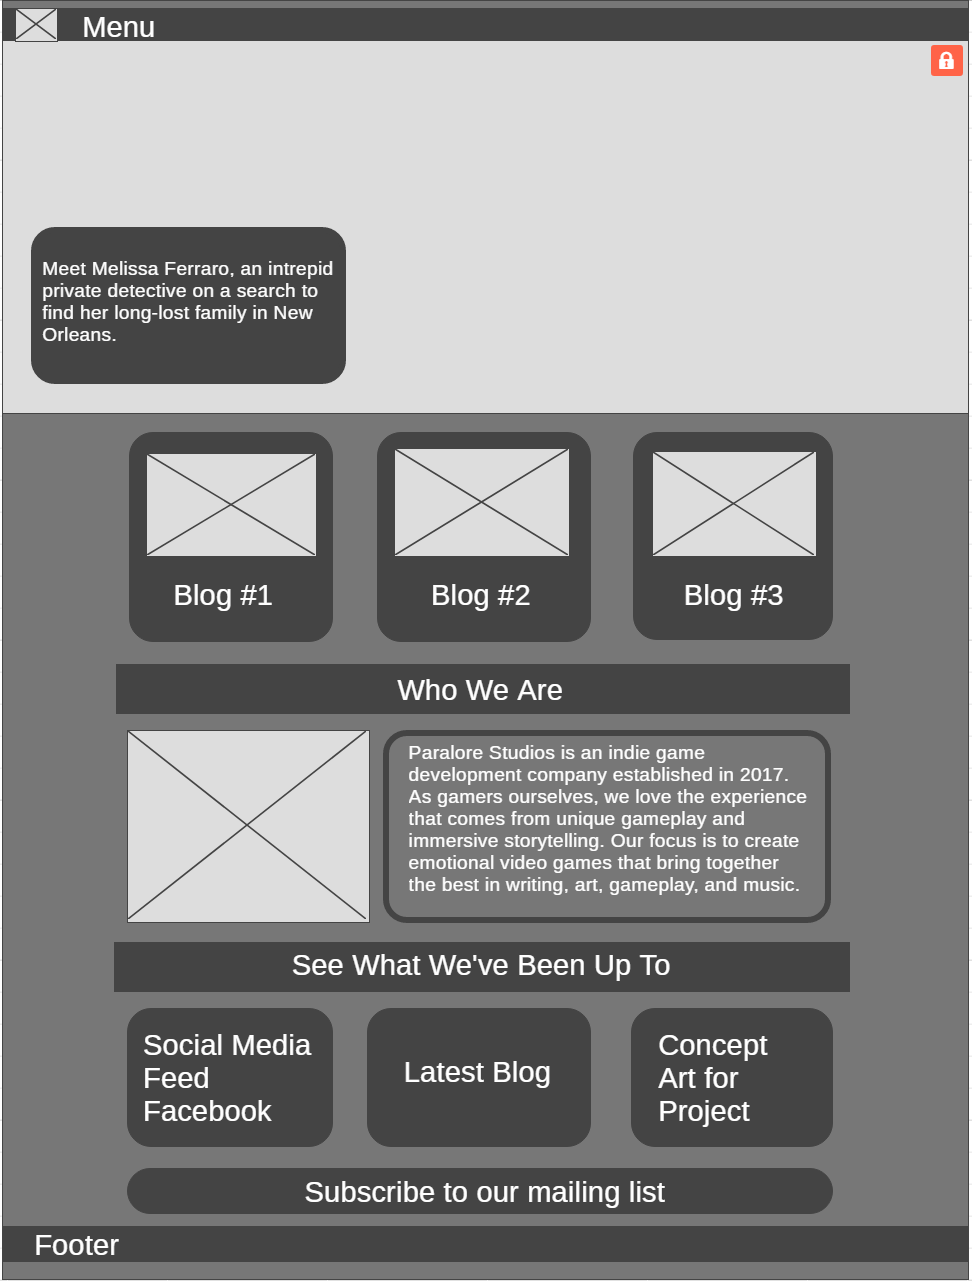 Menu
Meet Melissa Ferraro, an intrepid
private detective on a search to
find her long-lost family in New
Orleans.
Blog #1
Blog #2
Blog #3
Who We Are
Paralore Studios is an indie game
development company established in 2017.
As gamers ourselves, we love the experience
that comes from unique gameplay and
immersive storytelling. Our focus is to create
emotional video games that bring together
the best in writing, art, gameplay, and music.
See What We've Been Up To
Social Media
Feed
Facebook
Latest Blog
Concept
Art for
Project
Subscribe to our mailing list
Footer